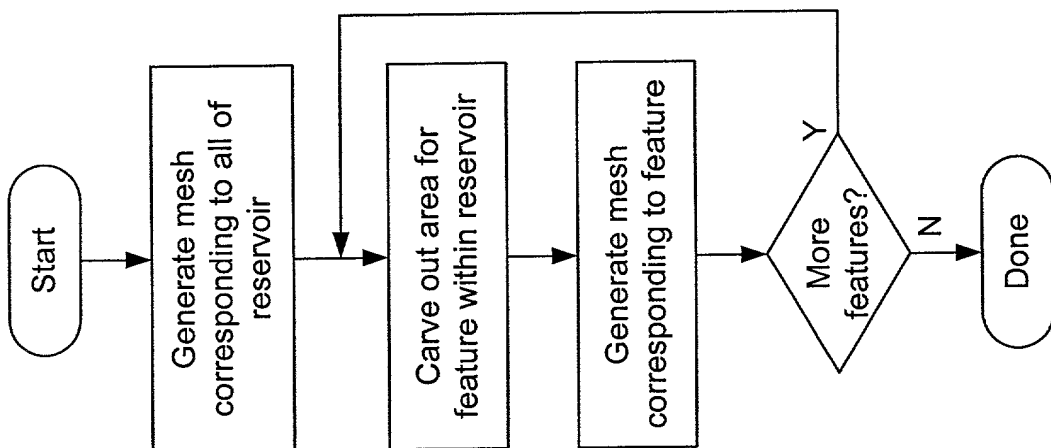 Start
Generate mesh
corresponding to all of
reservoir
Carve out area for
feature within reservoir
Generate mesh
corresponding to feature
More
features?
Y
N
Done